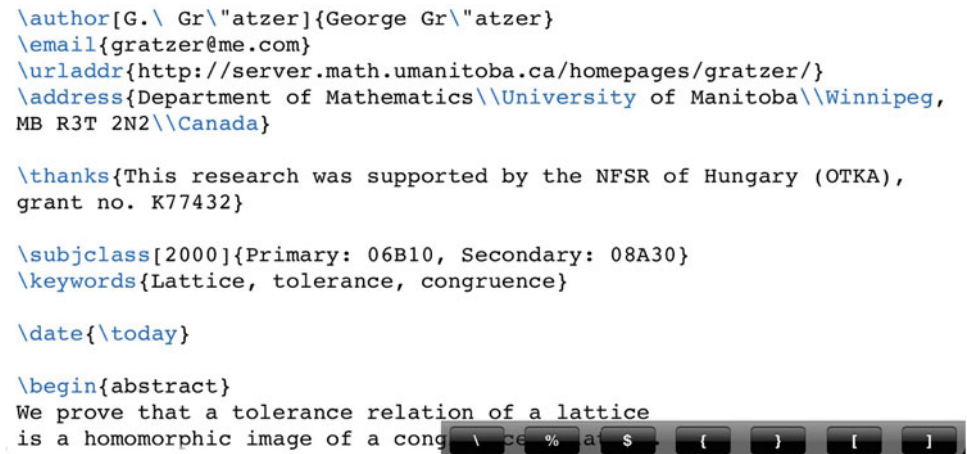 \author[G.\ Gr\"atzer]{George Gr\"atzer}
\email{gratzer@me.com}
\urladdr{http://server.math.umanitoba.ca/homepages/gratzer/}
\address{Department of Mathematics\\University of Manitoba\\Winnipeg,
MB R3T 2N2\\Canada}
\thanks{This research was supported by the NFSR of Hungary (OTKA),
grant no. K77432}
\subjclass[2000]{Primary: 06B10, Secondary: 08A30}
\keywords{Lattice, tolerance, congruence}
\date{\today}
\begin{abstract}
We prove that a tolerance relation of a lattice
is a homomorphic image of a
\ % $ { } [ ]